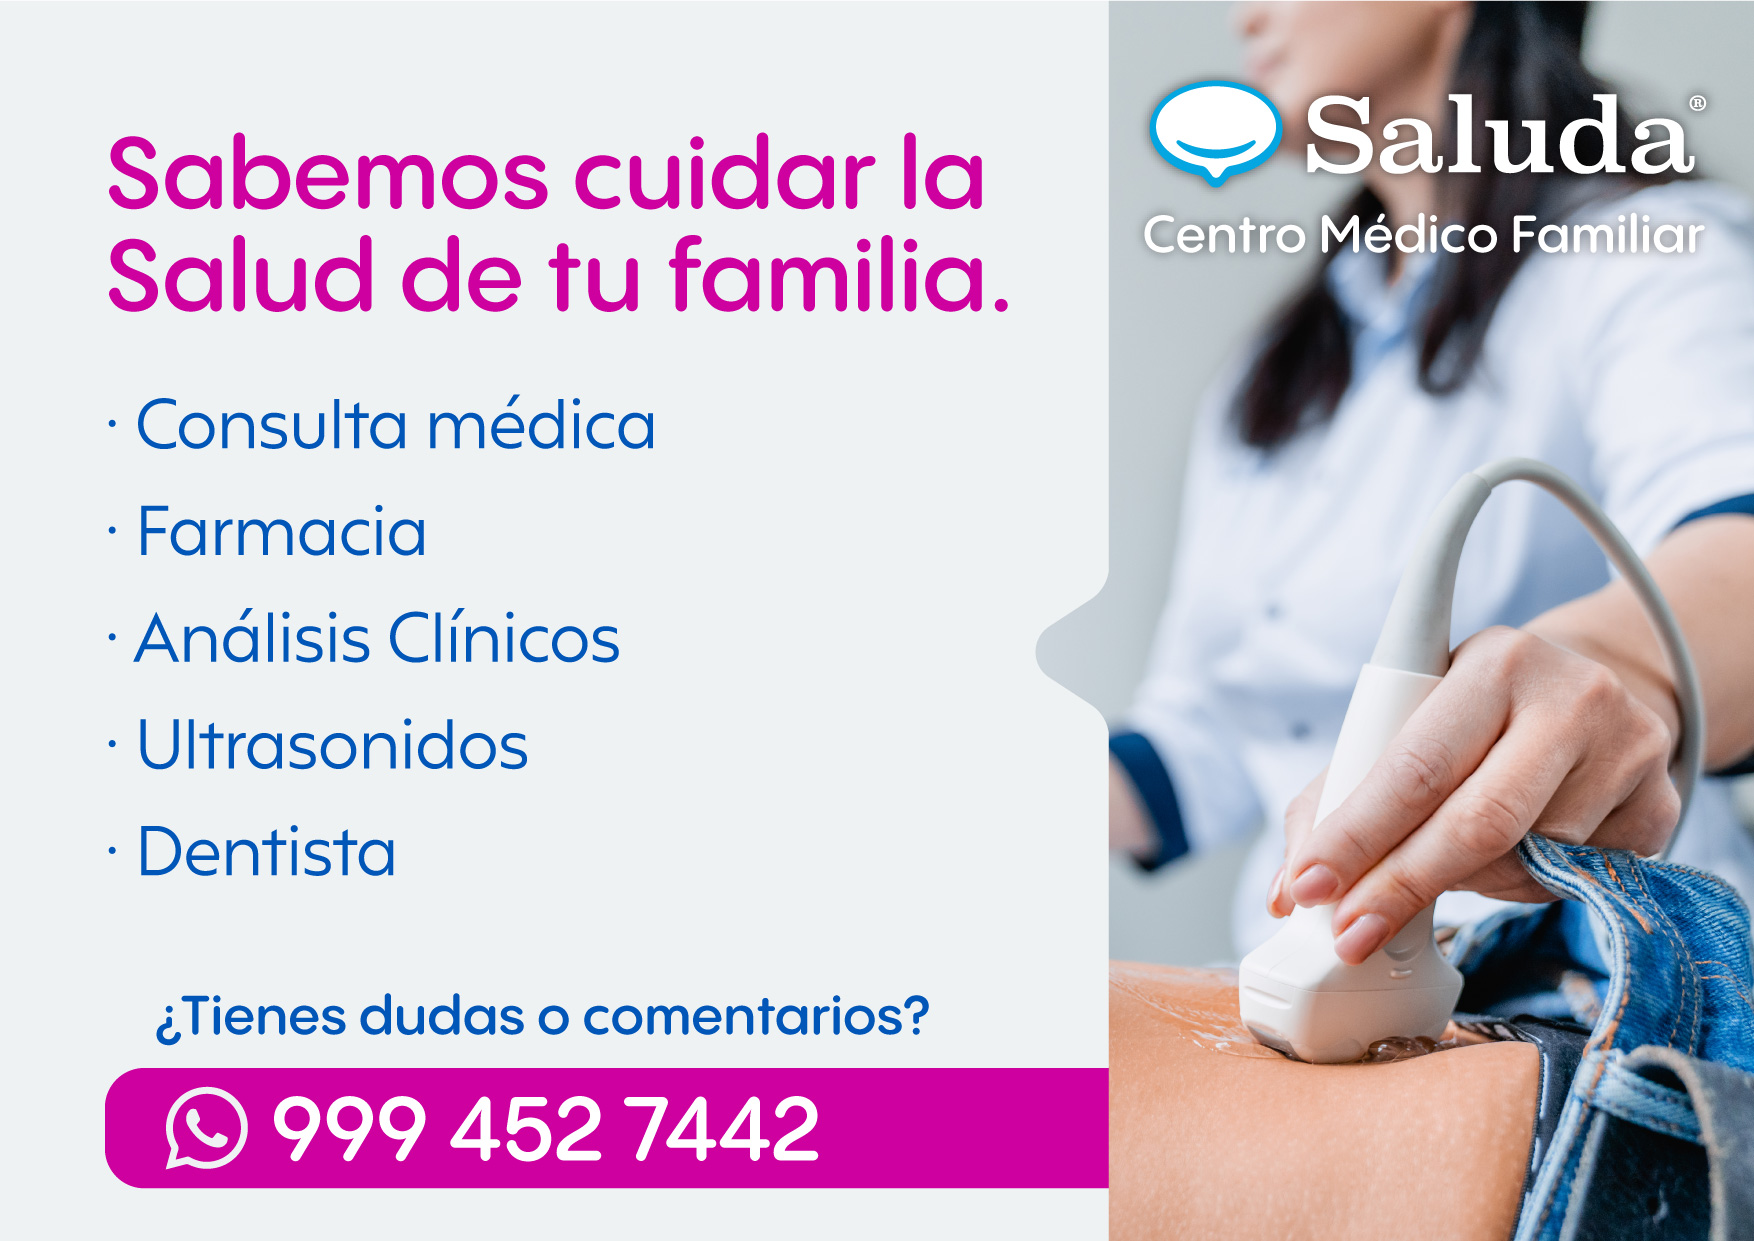 Sabemos cuidar la
Salud de tu familia.
· Consulta médica
· Farmacia
· Análisis Clínicos
· Ultrasonidos
· Dentista
¿Tienes dudas o comentarios?
999 452 7442
Saluda®
Centro Médico Familiar